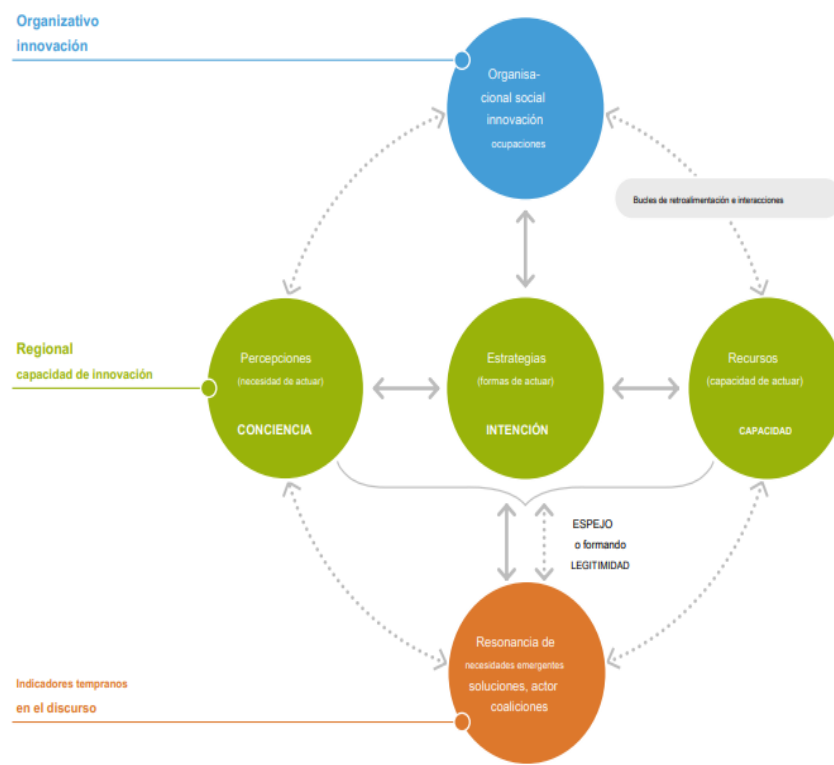 Organizativo
innovación
Organisa-
cional social
innovación
ocupaciones
Bucles de retroalimentación e interacciones
Regional
capacidad de innovación
Percepciones
(necesidad de actuar)
CONCIENCIA
Estrategias
(formas de actuar)
INTENCIÓN
Recursos
(capacidad de actuar)
CAPACIDAD
ESPEJO
o formando
LEGITIMIDAD
Resonancia de
necesidades emergentes
soluciones, actor
coaliciones
Indicadores tempranos
en el discurso